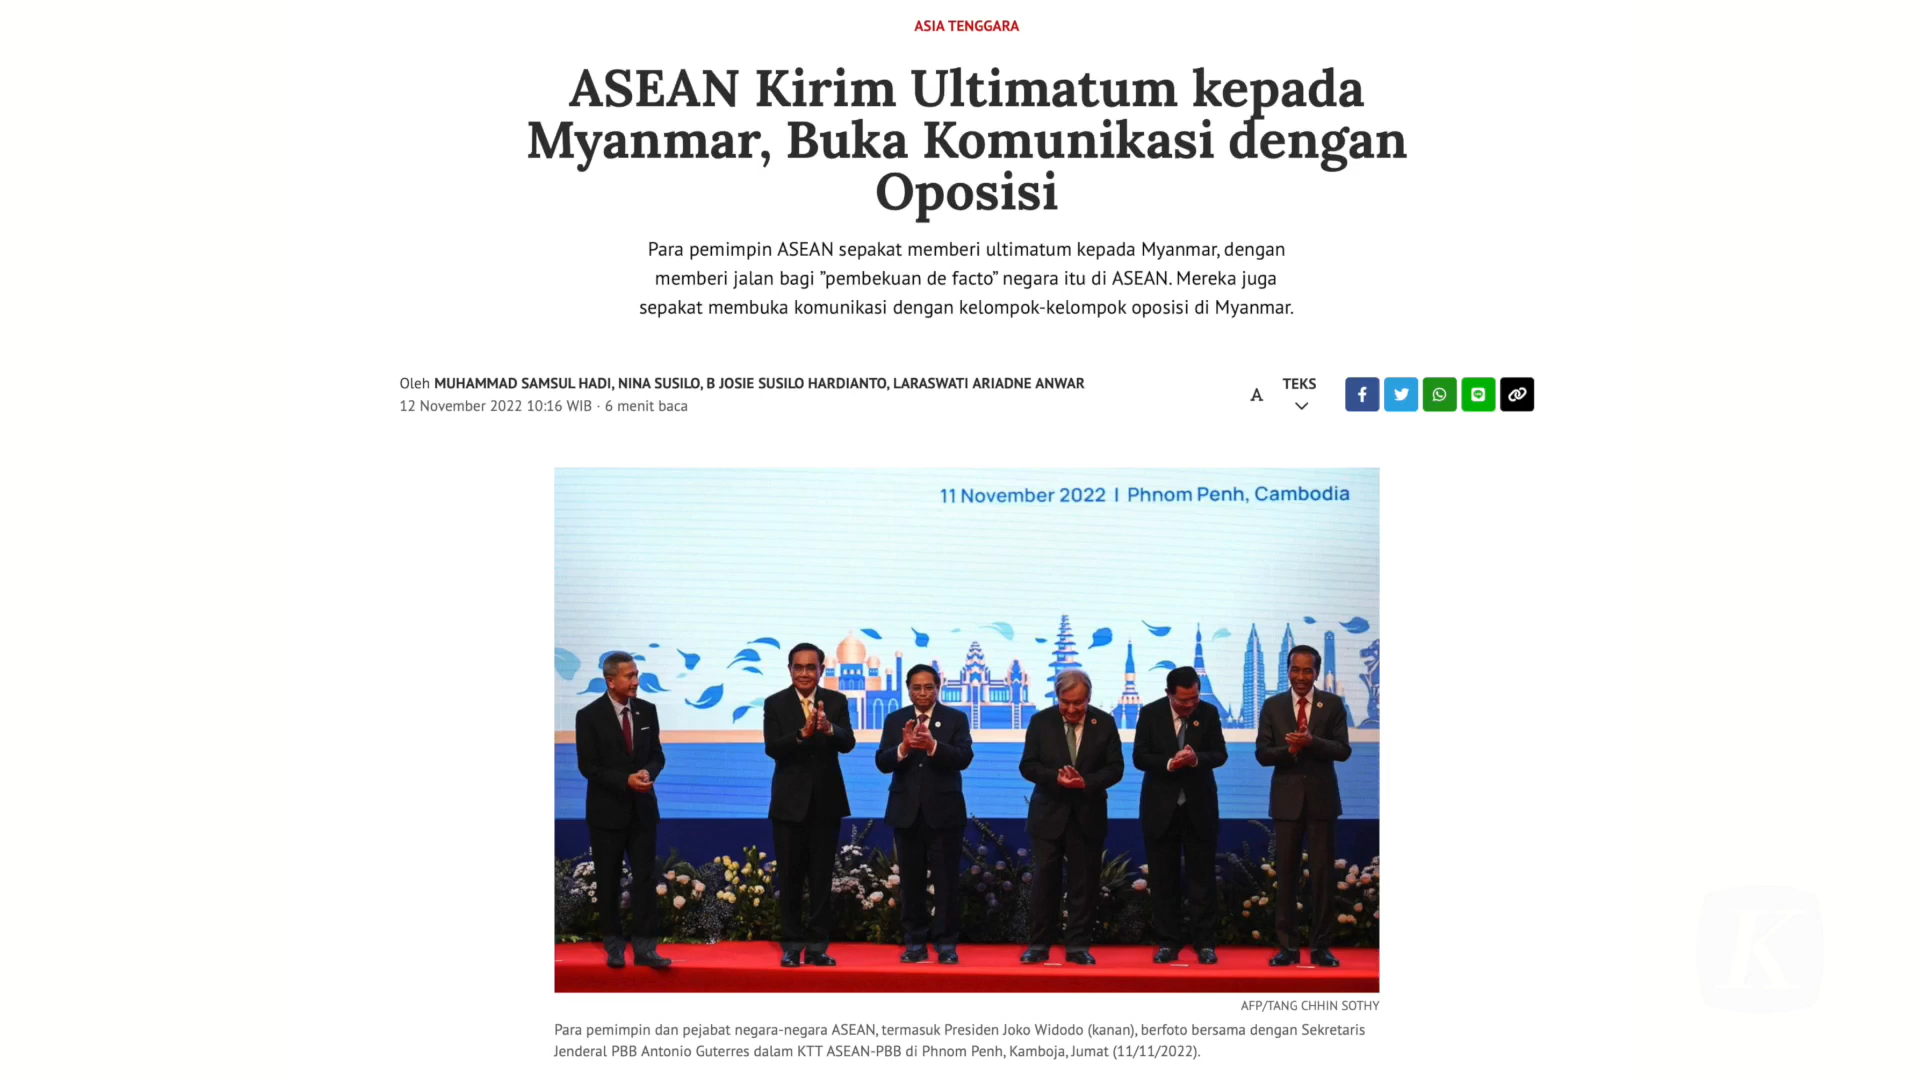 ASIA TENGGARA
ASEAN Kirim Ultimatum kepada
Myanmar, Buka Komunikasi dengan
Oposisi
Para pemimpin ASEAN sepakat memberi ultimatum kepada Myanmar, dengan
memberi jalan bagi ”pembekuan de facto” negara itu di ASEAN. Mereka juga
sepakat membuka komunikasi dengan kelompok-kelompok oposisi di Myanmar.
Oleh MUHAMMAD SAMSUL HADI, NINA SUSILO, B JOSIE SUSILO HARDIANTO, LARASWATI ARIADNE ANWAR
12 November 2022 10:16 WIB · 6 menit baca
A TEKS
11 November 2022 | Phnom Penh, Cambodia
AFP/TANG CHHIN SOTHY
Para pemimpin dan pejabat negara-negara ASEAN, termasuk Presiden Joko Widodo (kanan), berfoto bersama dengan Sekretaris
Jenderal PBB Antonio Guterres dalam KTT ASEAN-PBB di Phnom Penh, Kamboja, Jumat (11/11/2022).
K